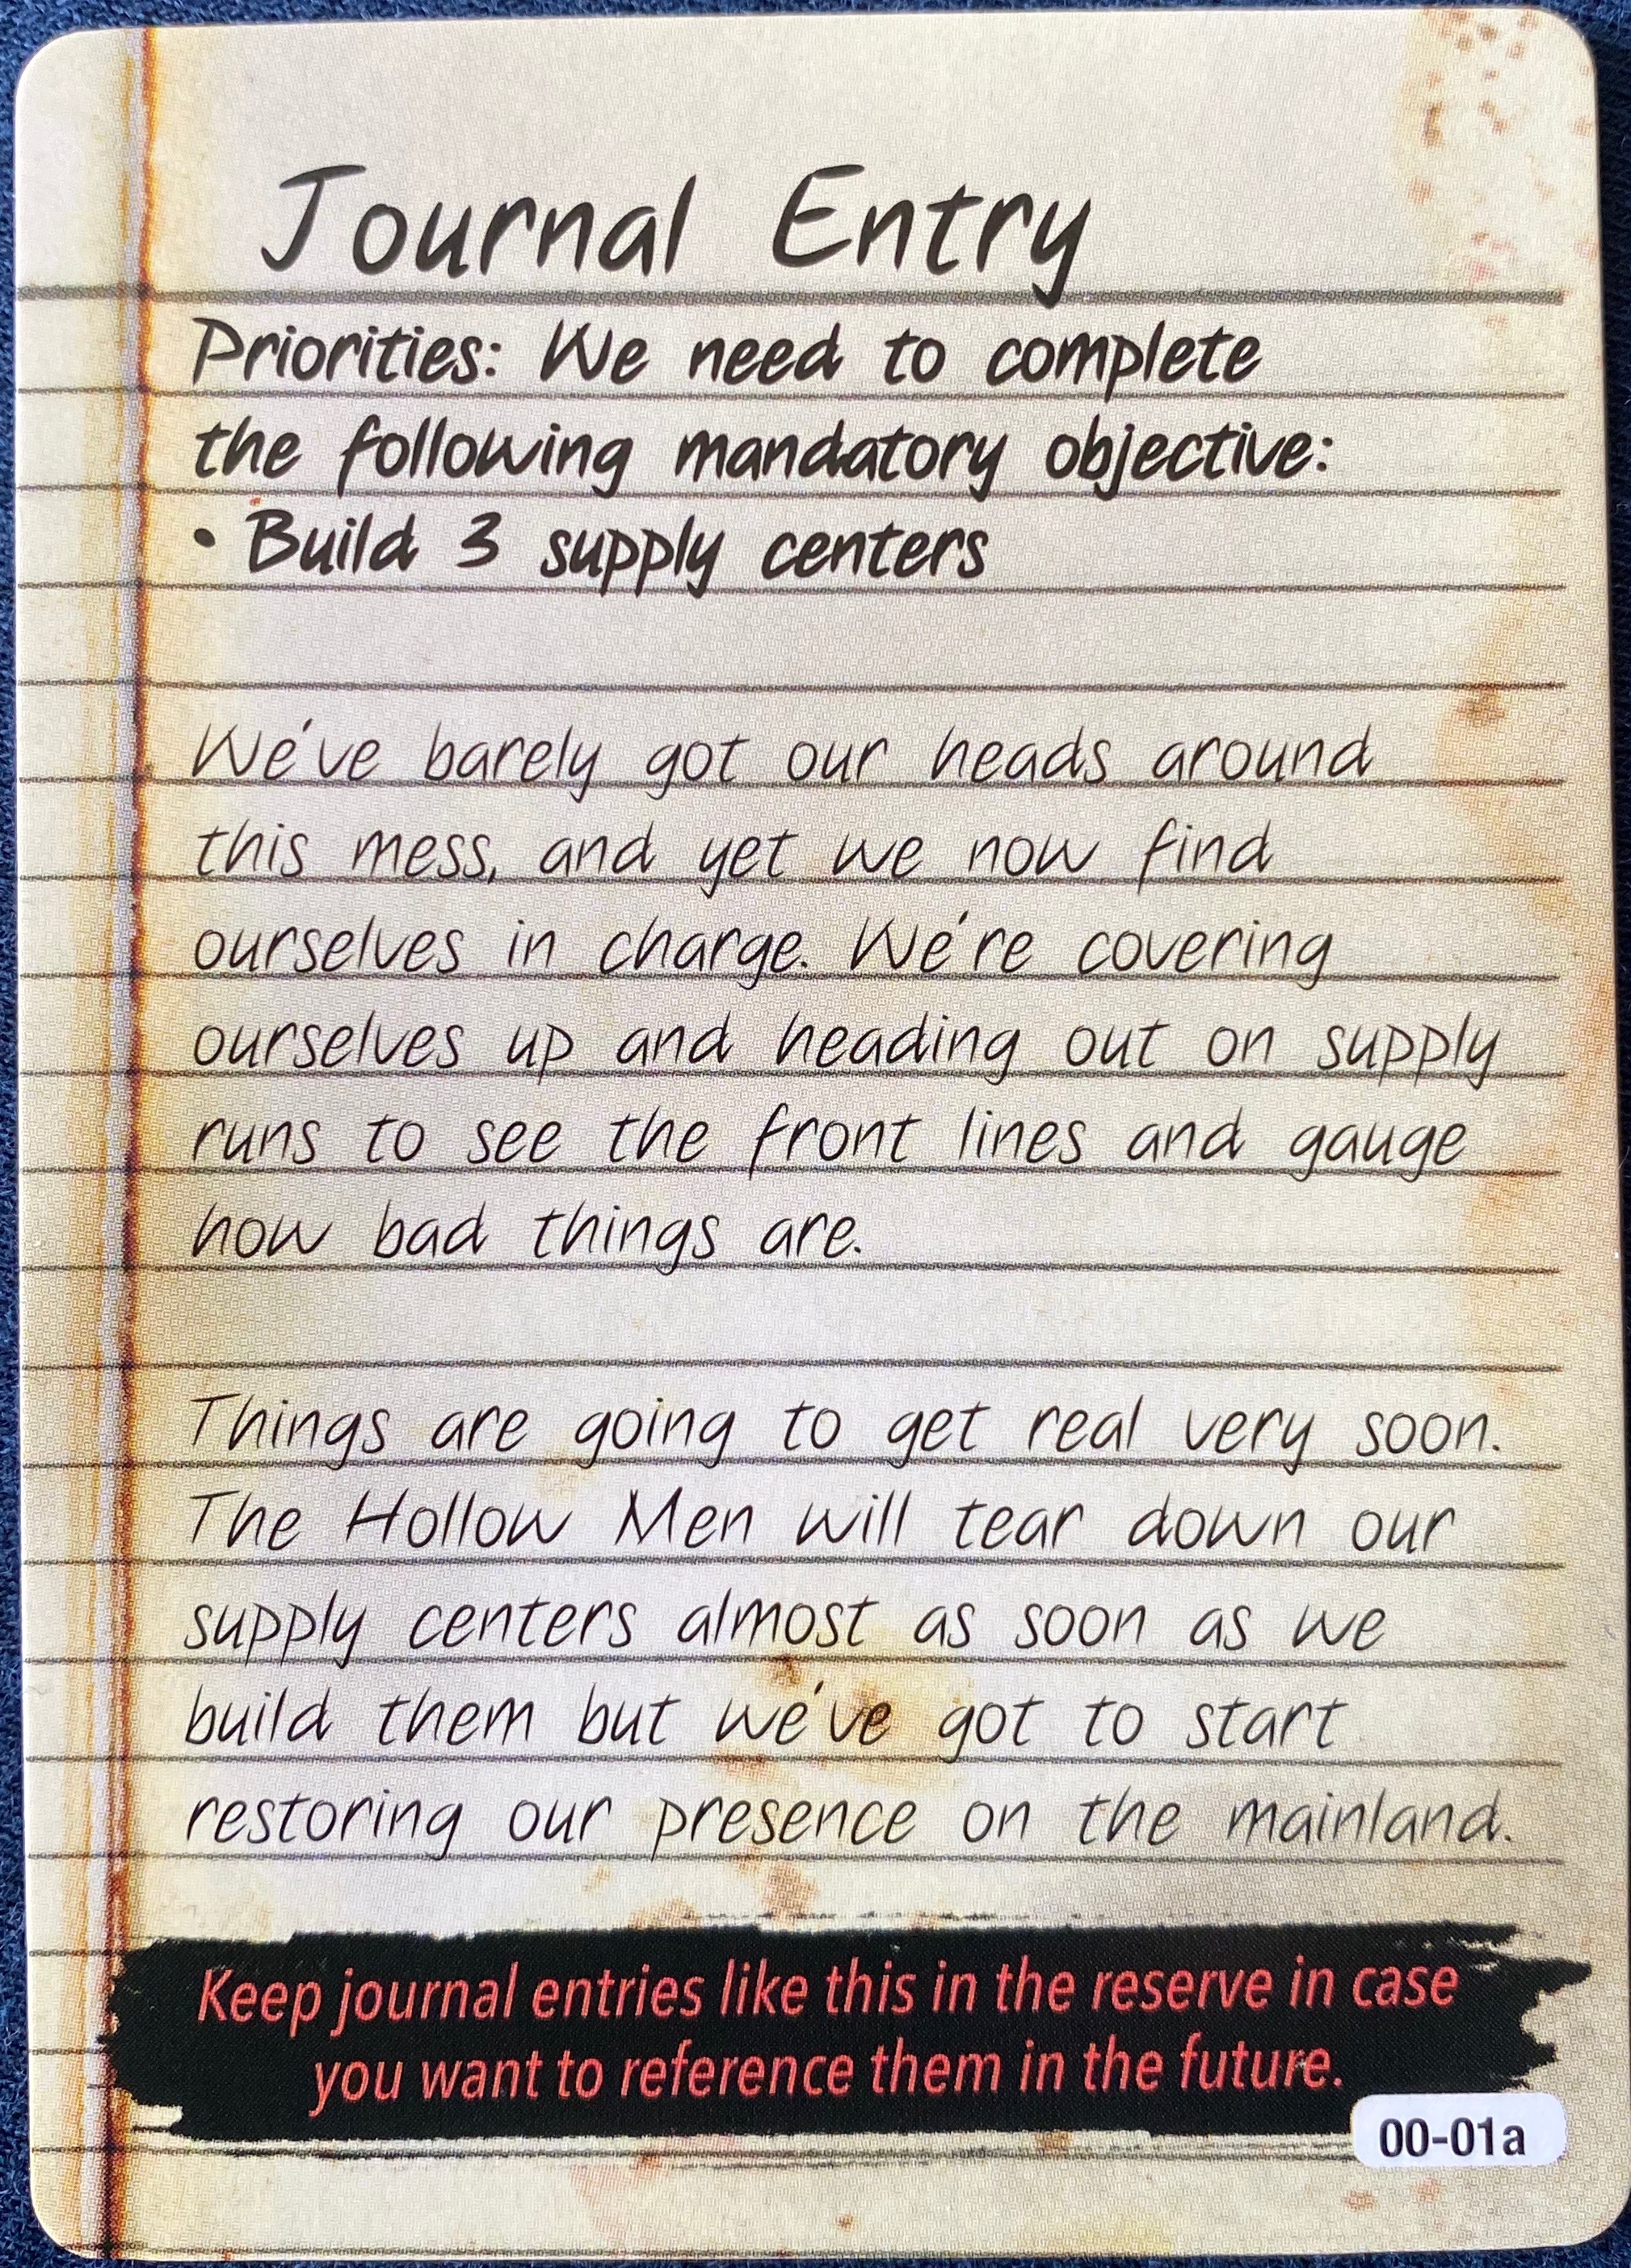 Journal Entry
Priorities: We need to complete
the following mandatory objective:
• Build 3 supply centers
We've barely got our heads around
this mess, and yet we now find
ourselves in charge. We're covering
ourselves up and heading out on supply
runs to see the front lines and gauge
how bad things are.
Things are going to get real very soon.
The Hollow Men will tear down our
supply centers almost as soon as we
build them but we've got to start
restoring our presence on the mainland.
Keep journal entries like this in the reserve in case
you want to reference them in the future.
00-01a